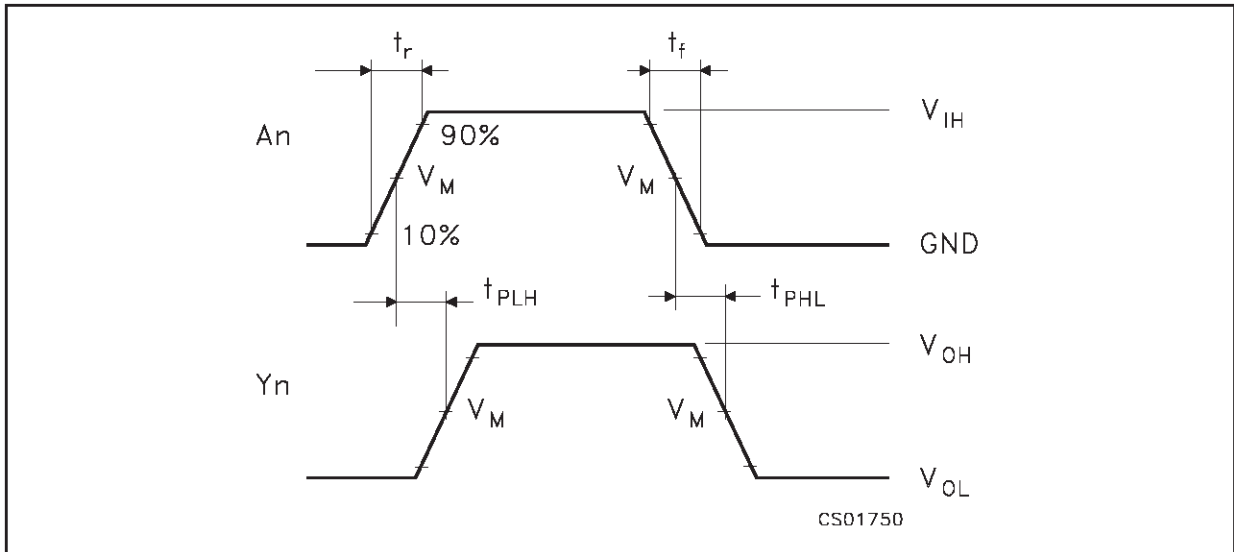 t_r t_f
V_IH
An 90%
V_M V_M
10% GND
t_PLH t_PHL
V_OH
Yn
V_M V_M
V_OL
CS01750